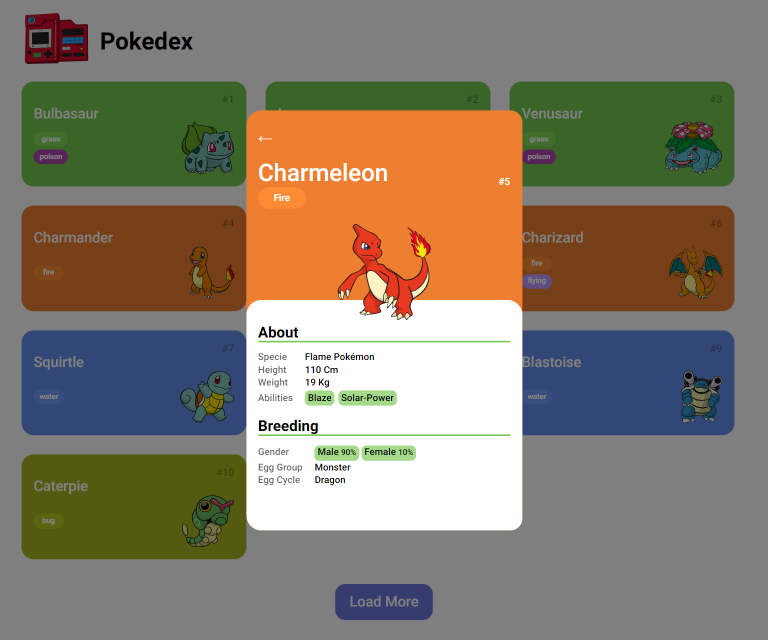 Pokedex
#1
Bulbasaur
grass
poison
#2
#3
Venusaur
grass
poison
←
Charmeleon
#5
Fire
#4
Charmander
fire
#6
Charizard
fire
flying
About
Specie Flame Pokémon
Height 110 Cm
Weight 19 Kg
Abilities Blaze Solar-Power
Breeding
Gender Male 90% Female 10%
Egg Group Monster
Egg Cycle Dragon
#7
Squirtle
water
#9
Blastoise
water
#10
Caterpie
bug
Load More